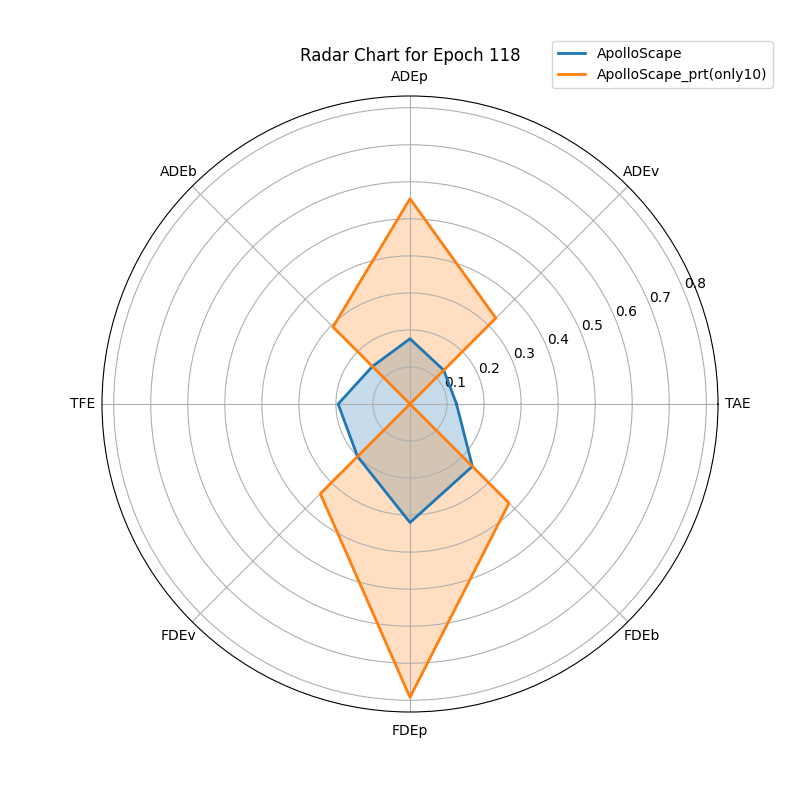 Radar Chart for Epoch 118
ApolloScape
ApolloScape_prt(only10)
ADEp
ADEb
ADEv
0.8
0.7
0.6
0.5
0.4
0.3
0.2
0.1
TFE
TAE
FDEv
FDEb
FDEp